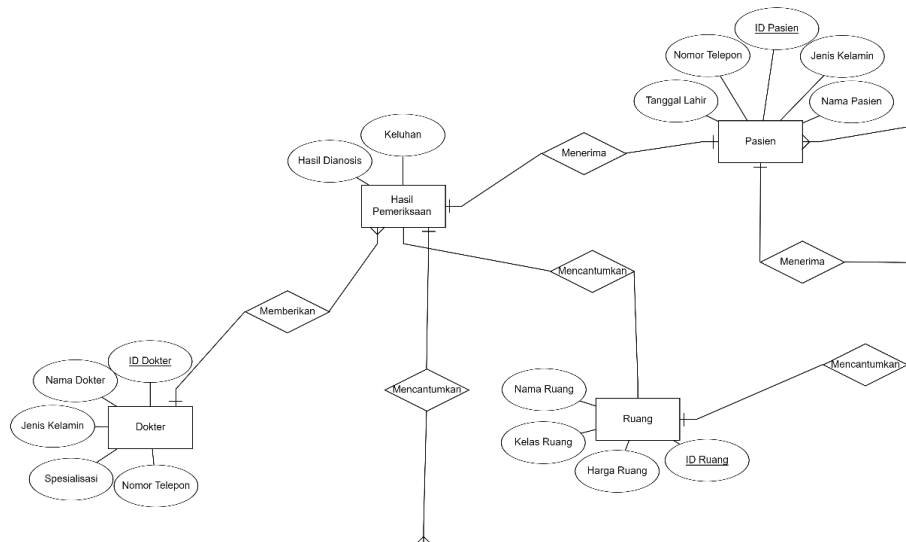 ID Pasien
Nomor Telepon
Jenis Kelamin
Tanggal Lahir
Nama Pasien
Pasien
Keluhan
Hasil Dianosis
Menerima
Hasil
Pemeriksaan
Mencantumkan
Menerima
Memberikan
ID Dokter
Nama Dokter
Jenis Kelamin
Dokter
Spesialisasi
Nomor Telepon
Mencantumkan
Mencantumkan
Nama Ruang
Ruang
Kelas Ruang
Harga Ruang
ID Ruang